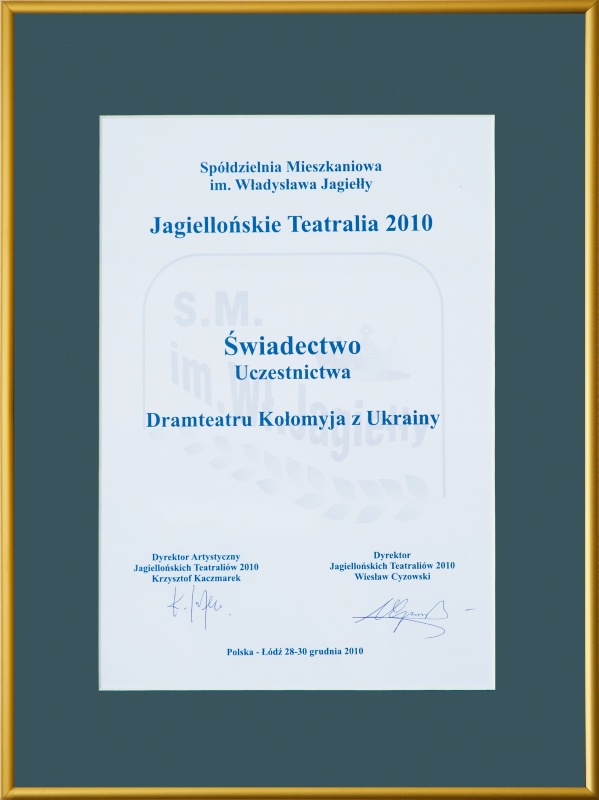 Spółdzielnia Mieszkaniowa
im. Władysława Jagiełły
Jagiellońskie Teatralia 2010
S.M.
im. Wł. Jagiełły
Świadectwo
Uczestnictwa
Dramteatru Kołomyja z Ukrainy
Dyrektor Artystyczny
Jagiellońskich Teatraliów 2010
Krzysztof Kaczmarek
Dyrektor
Jagiellońskich Teatraliów 2010
Wiesław Cyzowski
Polska - Łódź 28-30 grudnia 2010